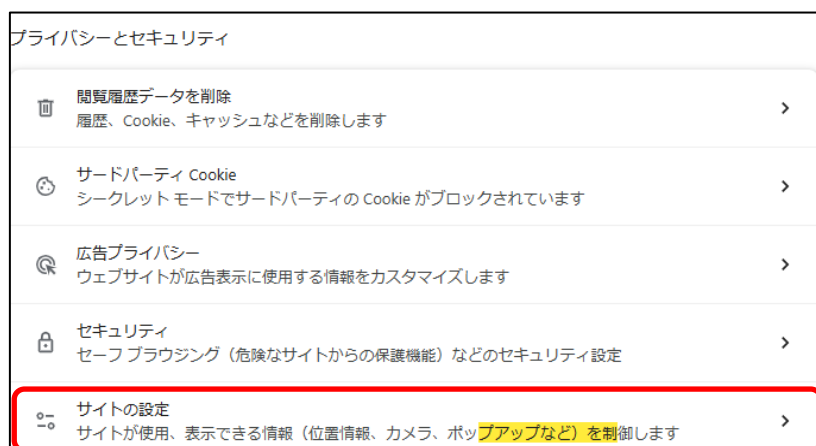 プライバシーとセキュリティ
閲覧履歴データを削除
履歴、Cookie、キャッシュなどを削除します
サードパーティ Cookie
シークレット モードでサードパーティの Cookie がブロックされています
広告プライバシー
ウェブサイトが広告表示に使用する情報をカスタマイズします
セキュリティ
セーフ ブラウジング（危険なサイトからの保護機能）などのセキュリティ設定
サイトの設定
サイトが使用、表示できる情報（位置情報、カメラ、ポップアップなど）を制御します